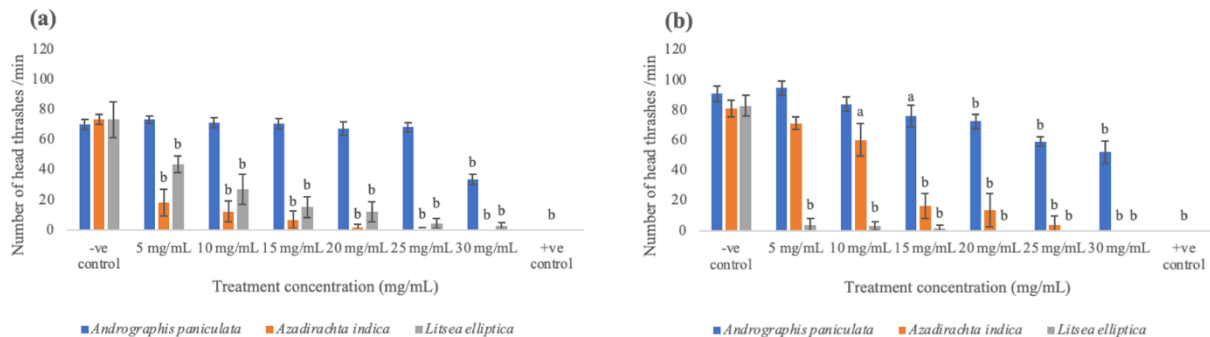 (a)
Number of head thrashes /min
120
100
80
60
40
20
0
b
b
b
b
b
b
b
b
b
b
b
b
b
b
-ve control
5 mg/mL
10 mg/mL
15 mg/mL
20 mg/mL
25 mg/mL
30 mg/mL
+ve control
Treatment concentration (mg/mL)
Andrographis paniculata
Azadirachta indica
Litsea elliptica
(b)
Number of head thrashes /min
120
100
80
60
40
20
0
b
a
b
a
b
b
b
b
b
b
b
b
b
b
b
b
-ve control
5 mg/mL
10 mg/mL
15 mg/mL
20 mg/mL
25 mg/mL
30 mg/mL
+ve control
Treatment concentration (mg/mL)
Andrographis paniculata
Azadirachta indica
Litsea elliptica